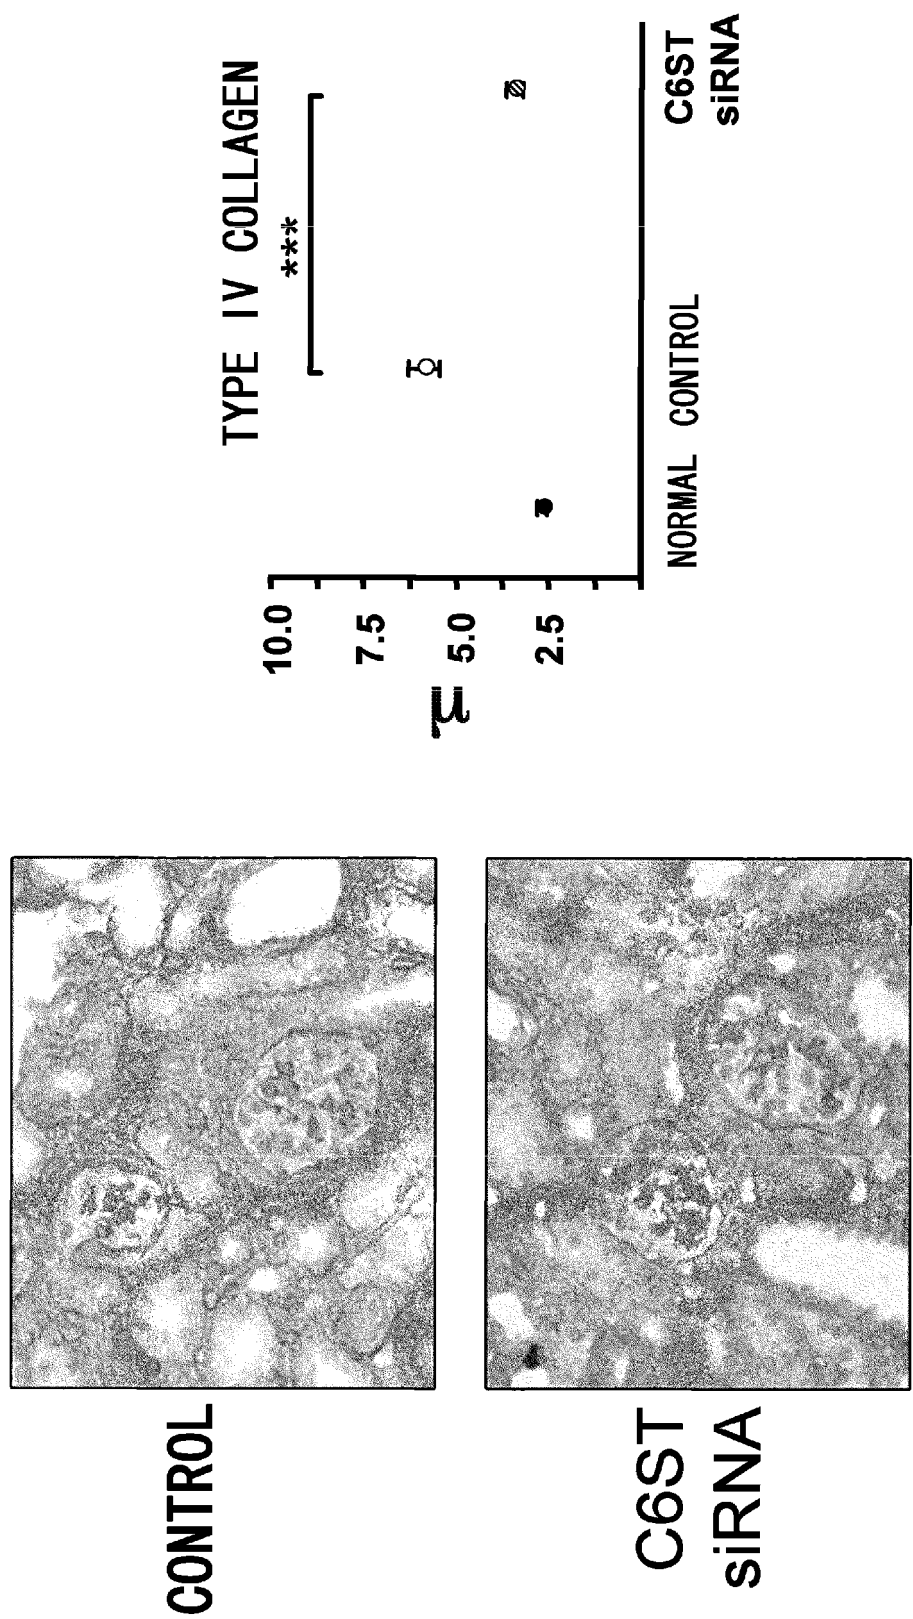 CONTROL
C6ST
siRNA
TYPE IV COLLAGEN
***
10.0
7.5
5.0
2.5
μ
NORMAL
CONTROL
C6ST
siRNA